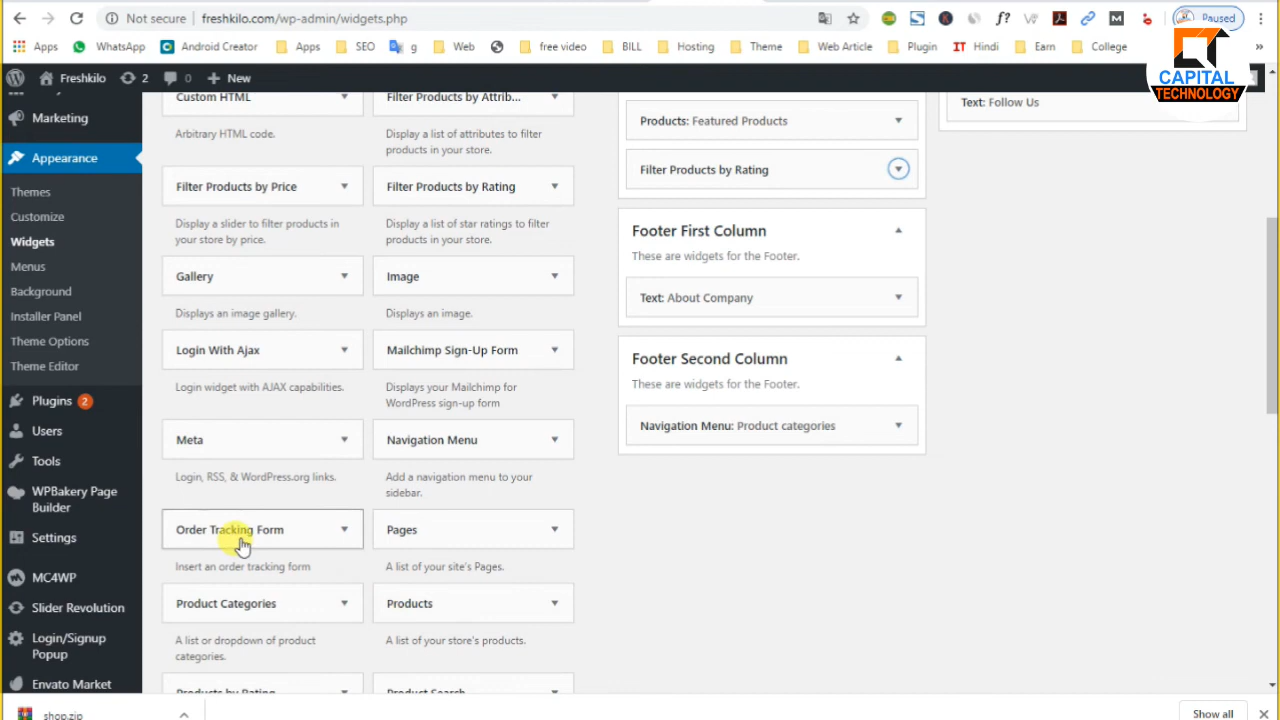 Not secure
freshkilo.com/wp-admin/widgets.php
Paused
Apps
WhatsApp
Android Creator
Apps
SEO
g
Web
free video
BILL
Hosting
Theme
Web Article
Plugin
IT Hindi
Earn
College
»
CAPITAL
TECHNOLOGY
Freshkilo
2
0
New
Marketing
Appearance
Themes
Customize
Widgets
Menus
Background
Installer Panel
Theme Options
Theme Editor
Plugins 2
Users
Tools
WPBakery Page
Builder
Settings
MC4WP
Slider Revolution
Login/Signup
Popup
Envato Market
Custom HTML
Arbitrary HTML code.
Filter Products by Attrib...
Display a list of attributes to filter
products in your store.
Filter Products by Price
Display a slider to filter products in
your store by price.
Filter Products by Rating
Display a list of star ratings to filter
products in your store.
Gallery
Displays an image gallery.
Image
Displays an image.
Login With Ajax
Login widget with AJAX capabilities.
Mailchimp Sign-Up Form
Displays your Mailchimp for
WordPress sign-up form
Meta
Login, RSS, & WordPress.org links.
Navigation Menu
Add a navigation menu to your
sidebar.
Order Tracking Form
Insert an order tracking form
Pages
A list of your site's Pages.
Product Categories
A list or dropdown of product
categories.
Products
A list of your store's products.
Products by Rating
Product Search
Products: Featured Products
Filter Products by Rating
Footer First Column
These are widgets for the Footer.
Text: About Company
Footer Second Column
These are widgets for the Footer.
Navigation Menu: Product categories
Text: Follow Us
shop.zip
Show all